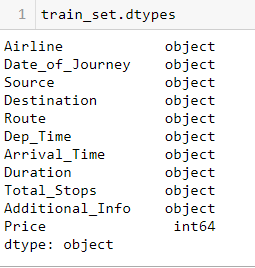 1 train_set.dtypes
Airline object
Date_of_Journey object
Source object
Destination object
Route object
Dep_Time object
Arrival_Time object
Duration object
Total_Stops object
Additional_Info object
Price int64
dtype: object